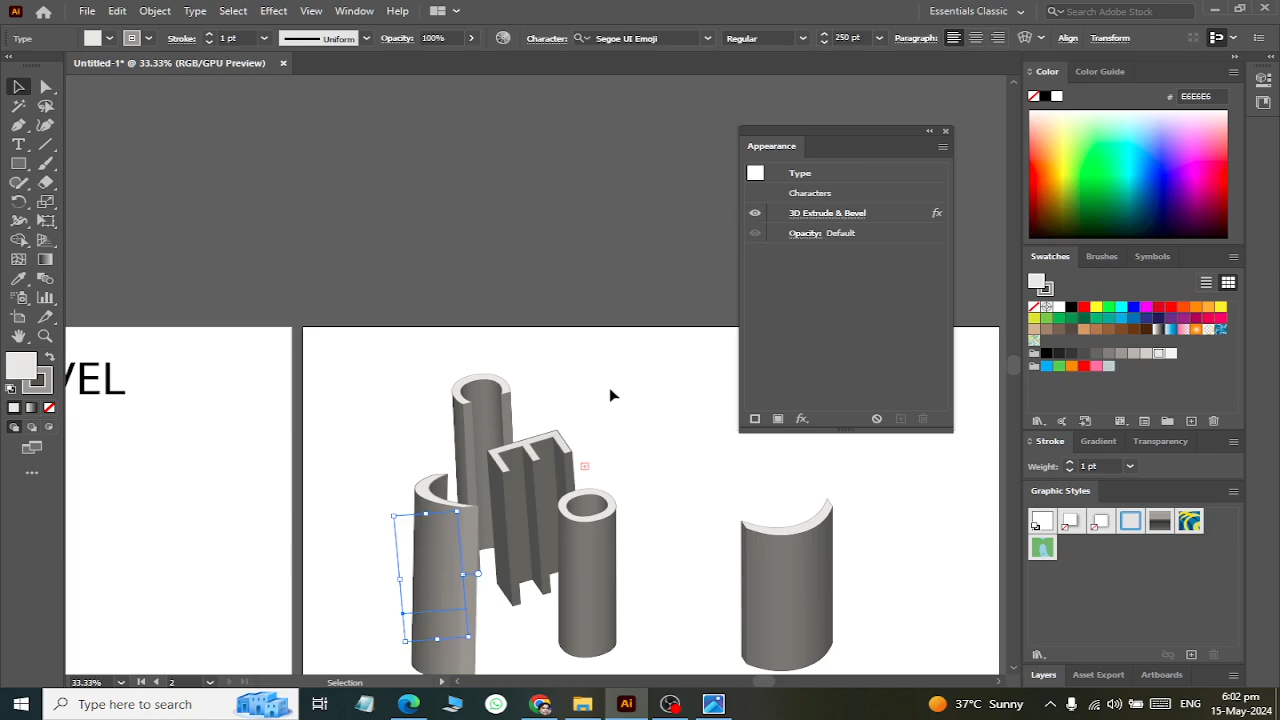 Ai File Edit Object Type Select Effect View Window Help Essentials Classic Search Adobe Stock
Type Stroke: 1 pt Uniform Opacity: 100% Character: Segoe UI Emoji Regular 250 pt Paragraph: Align Transform
Untitled-1* @ 33.33% (RGB/GPU Preview)
Color Color Guide
# E6E6E6
Appearance
Type
Characters
3D Extrude & Bevel fx
Opacity: Default
fx
Swatches Brushes Symbols
VEL
Stroke Gradient Transparency
Weight: 1 pt
Graphic Styles
Layers Asset Export Artboards
33.33% 2 Selection
Type here to search
Ai
37°C Sunny ENG 6:02 pm
15-May-2024